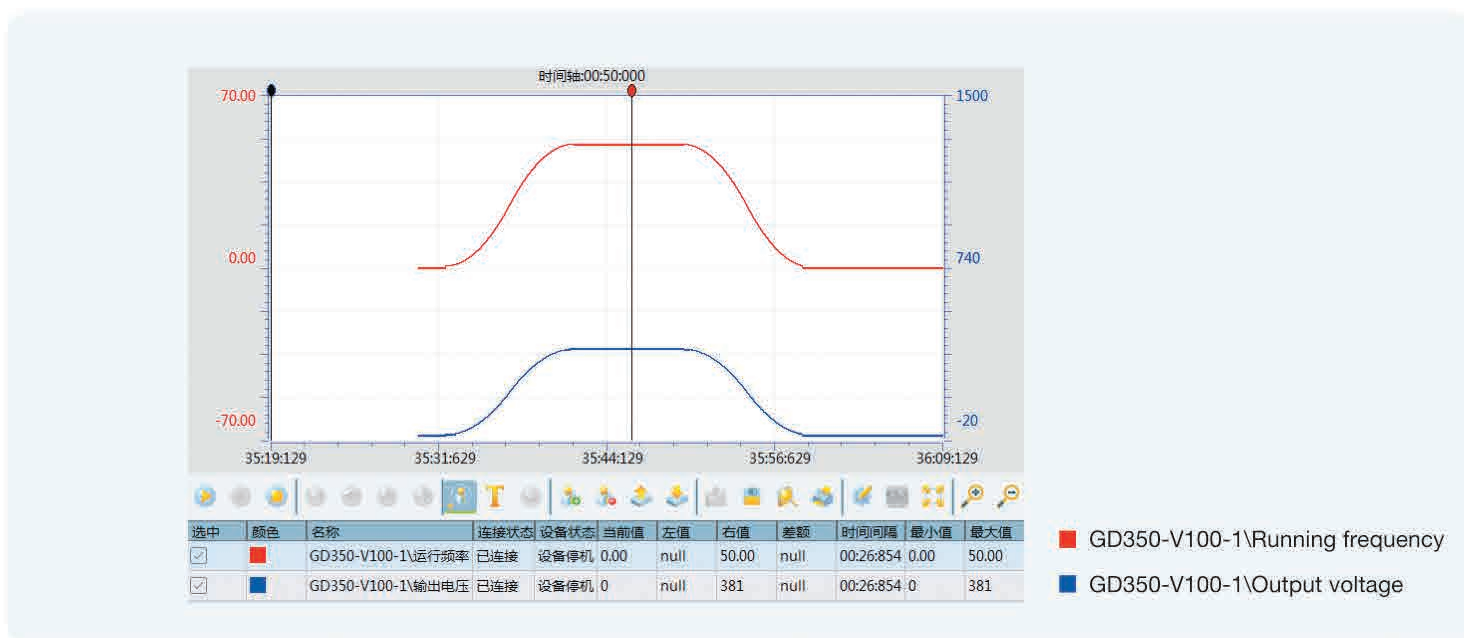 时间轴:00:50:000
70.00
1500
0.00
740
-70.00
-20
35:19:129 35:31:629 35:44:129 35:56:629 36:09:129
T
选中 颜色 名称 连接状态 设备状态 当前值 左值 右值 差额 时间间隔 最小值 最大值
GD350-V100-1\运行频率 已连接 设备停机 0.00 null 50.00 null 00:26:854 0.00 50.00
GD350-V100-1\输出电压 已连接 设备停机 0 null 381 null 00:26:854 0 381
GD350-V100-1\Running frequency
GD350-V100-1\Output voltage